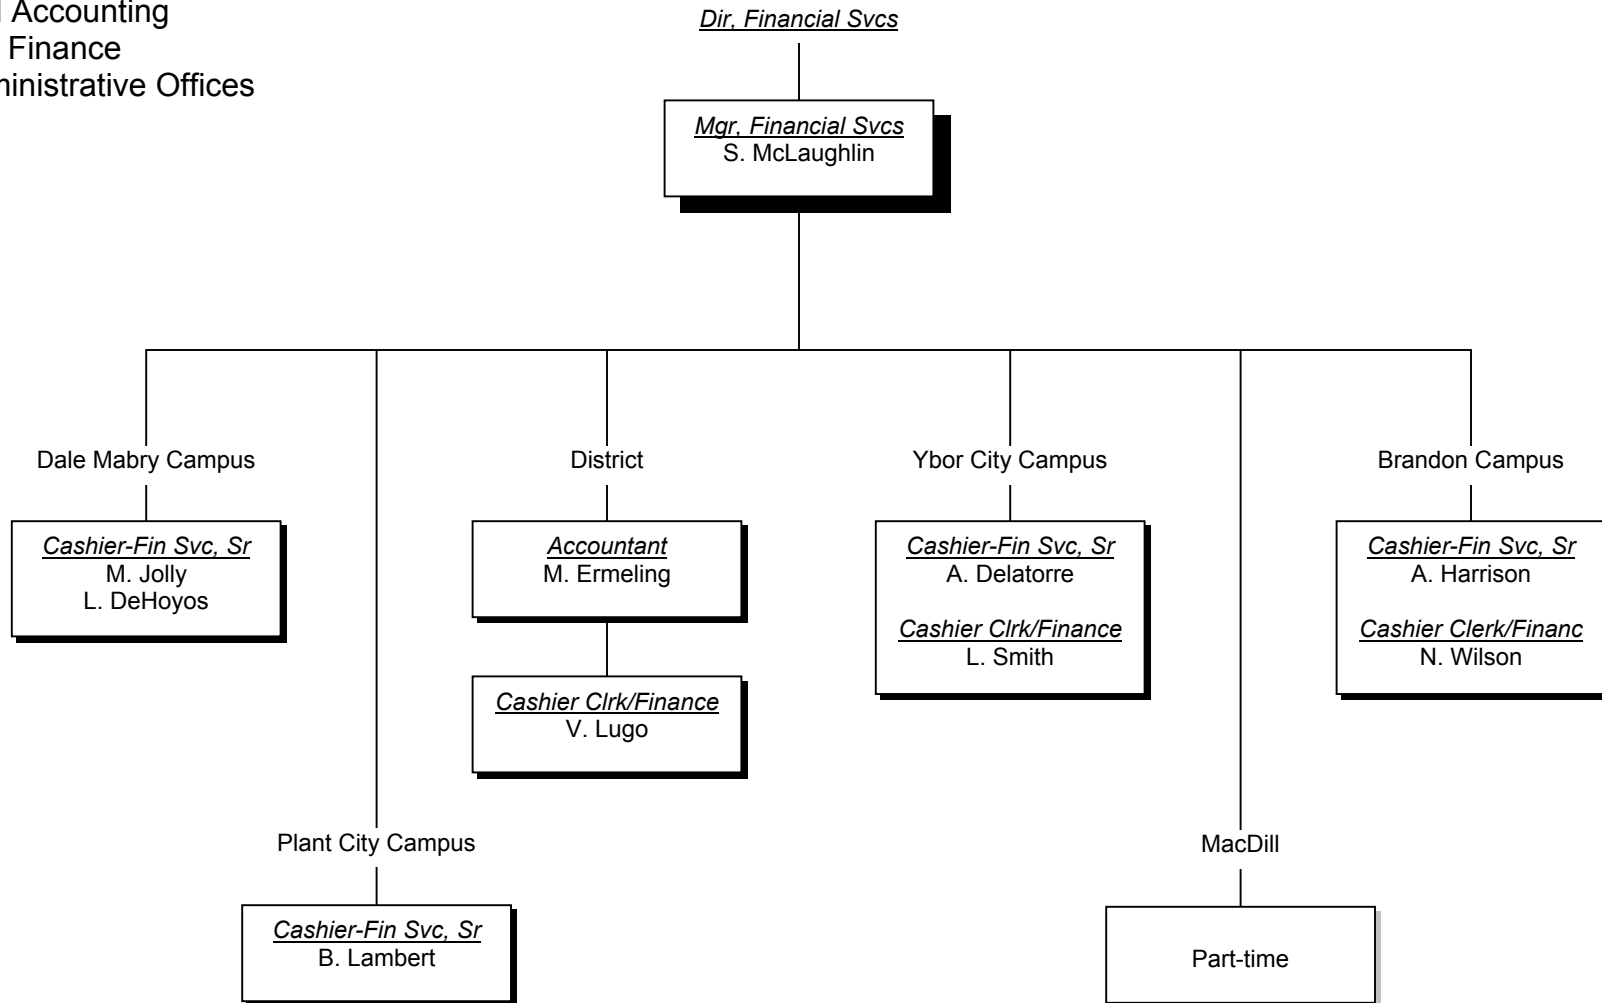 Accounting
Finance
ministrative Offices
Dir, Financial Svcs
Mgr, Financial Svcs
S. McLaughlin
Dale Mabry Campus
Cashier-Fin Svc, Sr
M. Jolly
L. DeHoyos
Plant City Campus
Cashier-Fin Svc, Sr
B. Lambert
District
Accountant
M. Ermeling
Cashier Clrk/Finance
V. Lugo
Ybor City Campus
Cashier-Fin Svc, Sr
A. Delatorre
Cashier Clrk/Finance
L. Smith
MacDill
Part-time
Brandon Campus
Cashier-Fin Svc, Sr
A. Harrison
Cashier Clerk/Financ
N. Wilson